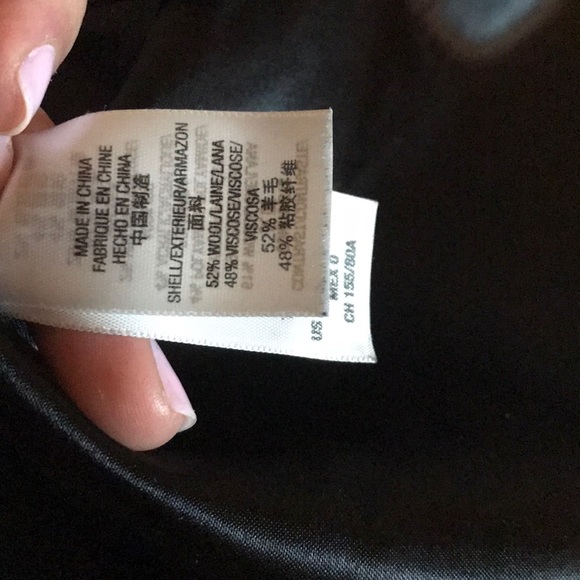 MADE IN CHINA
FABRIQUE EN CHINE
HECHO EN CHINA
中国制造
SHELL/EXTERIEUR/ARMAZON
面料
52% WOOL/LAINE/LANA
48% VISCOSE/VISCOSE/
VISCOSA
52% 羊毛
48% 粘胶纤维
US
MEX 0
CH 155/80A